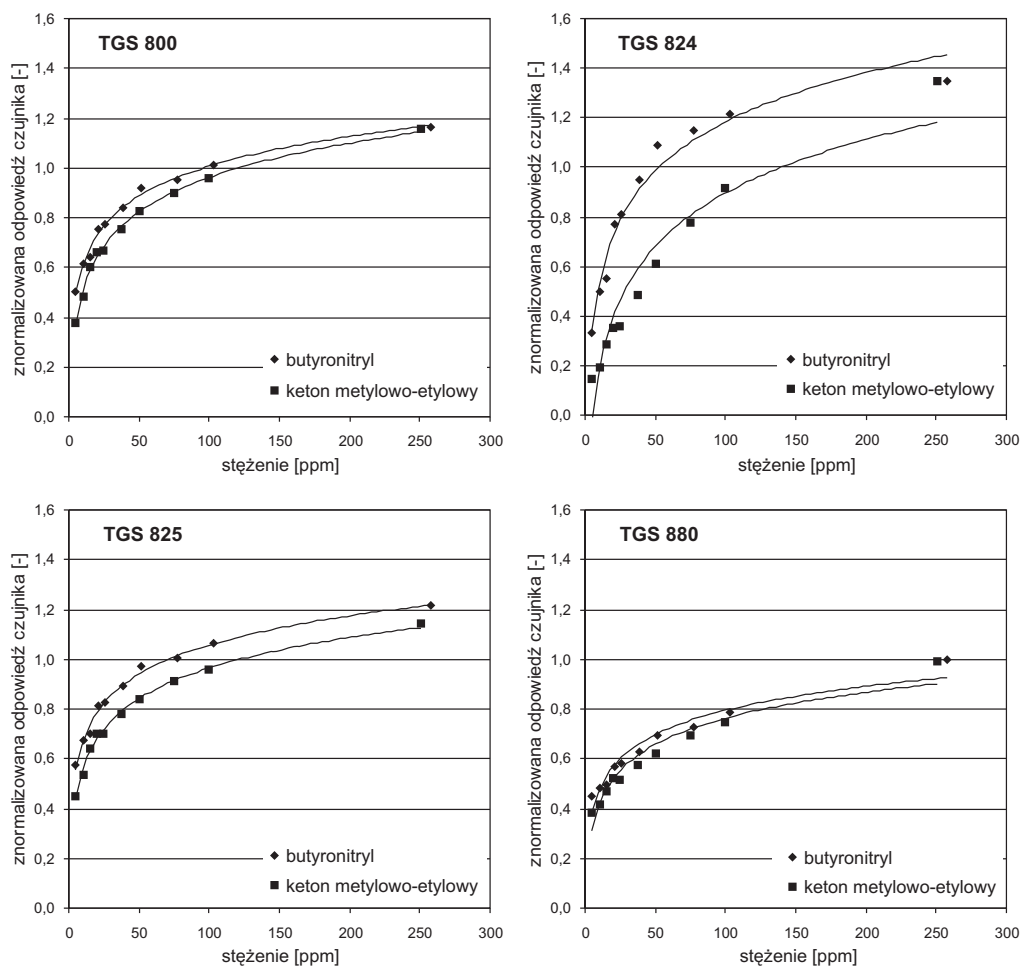 TGS 800
znormalizowana odpowiedź czujnika [-]
1,6
1,4
1,2
1,0
0,8
0,6
0,4
0,2
0,0
butyronitryl
keton metylowo-etylowy
0 50 100 150 200 250 300
stężenie [ppm]
TGS 824
znormalizowana odpowiedź czujnika [-]
1,6
1,4
1,2
1,0
0,8
0,6
0,4
0,2
0,0
butyronitryl
keton metylowo-etylowy
0 50 100 150 200 250 300
stężenie [ppm]
TGS 825
znormalizowana odpowiedź czujnika [-]
1,6
1,4
1,2
1,0
0,8
0,6
0,4
0,2
0,0
butyronitryl
keton metylowo-etylowy
0 50 100 150 200 250 300
stężenie [ppm]
TGS 880
znormalizowana odpowiedź czujnika [-]
1,6
1,4
1,2
1,0
0,8
0,6
0,4
0,2
0,0
butyronitryl
keton metylowo-etylowy
0 50 100 150 200 250 300
stężenie [ppm]